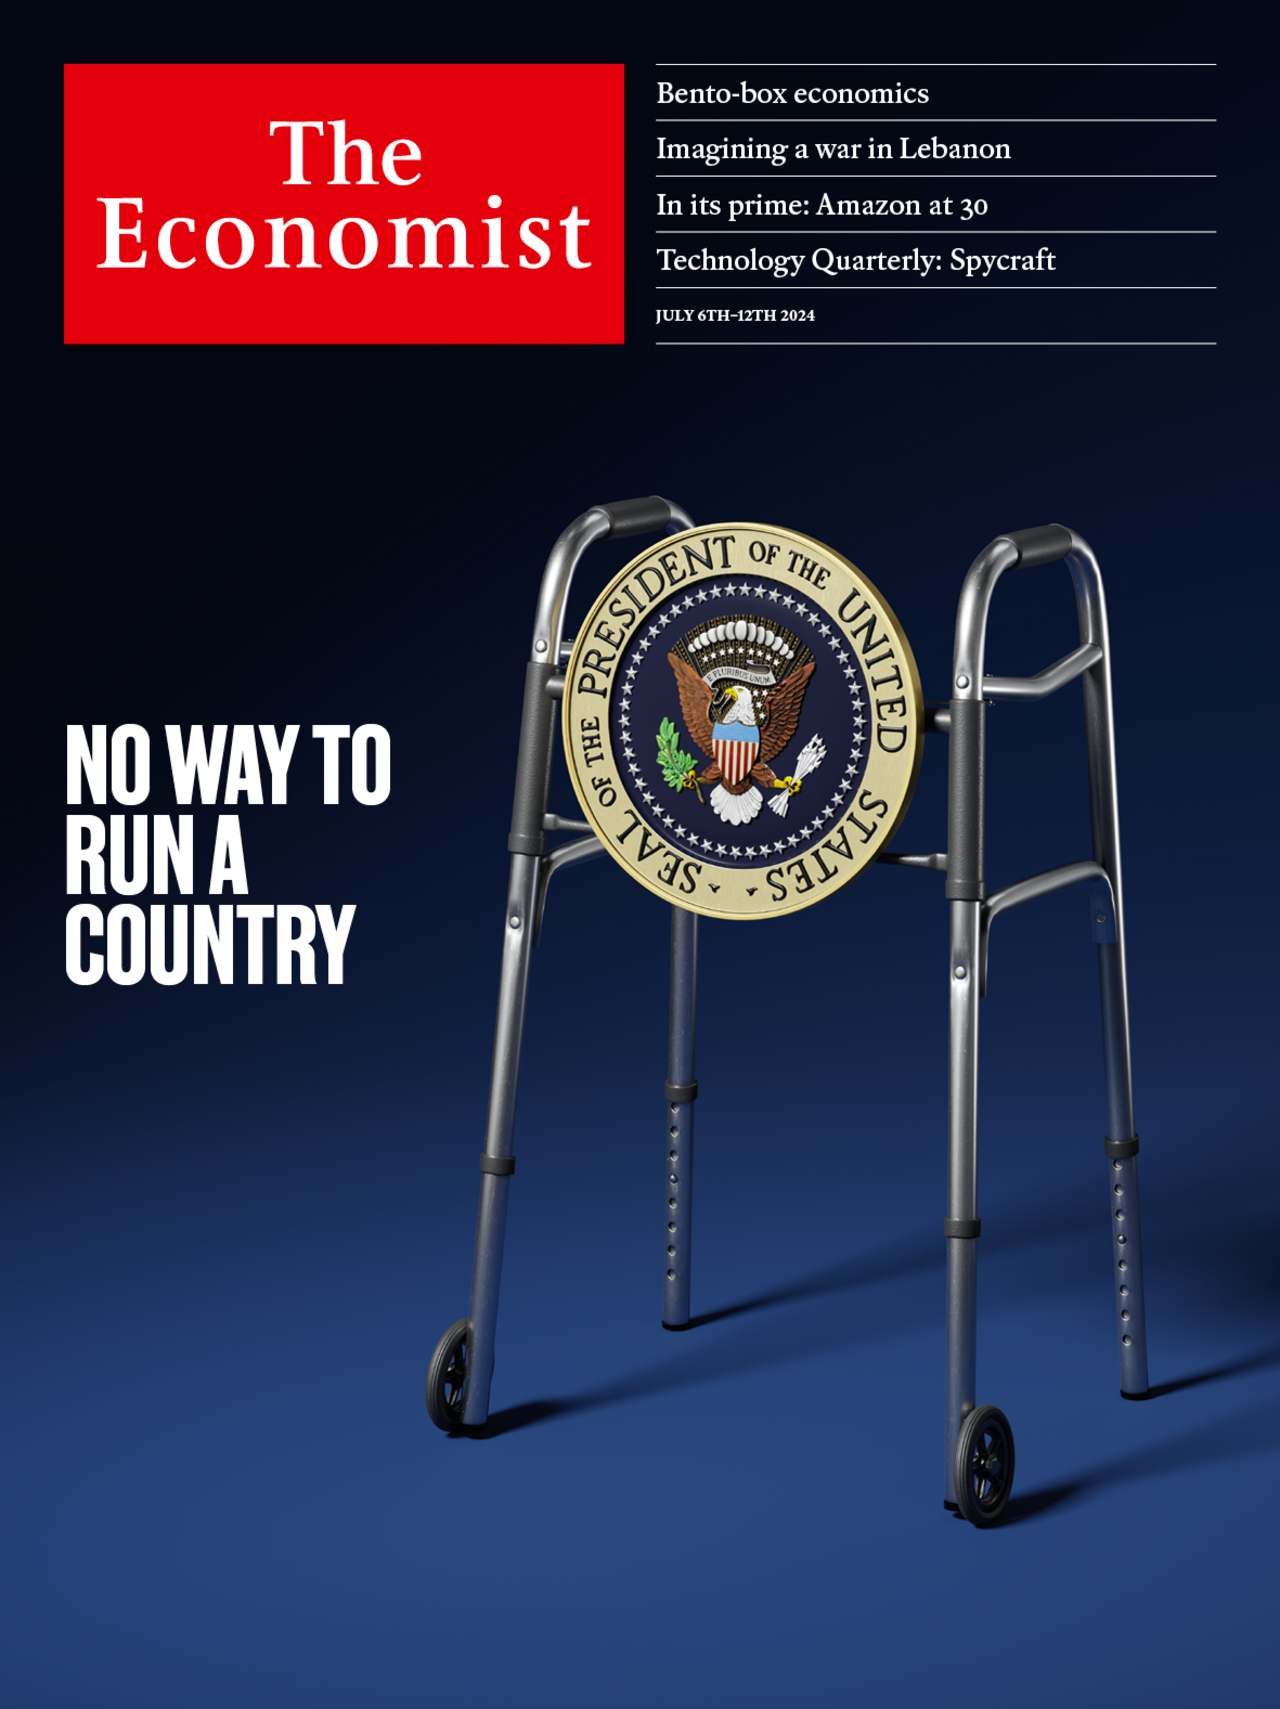 The
Economist
Bento-box economics
Imagining a war in Lebanon
In its prime: Amazon at 30
Technology Quarterly: Spycraft
JULY 6TH–12TH 2024
NO WAY TO
RUN A
COUNTRY
SEAL OF THE PRESIDENT OF THE UNITED STATES
E PLURIBUS UNUM